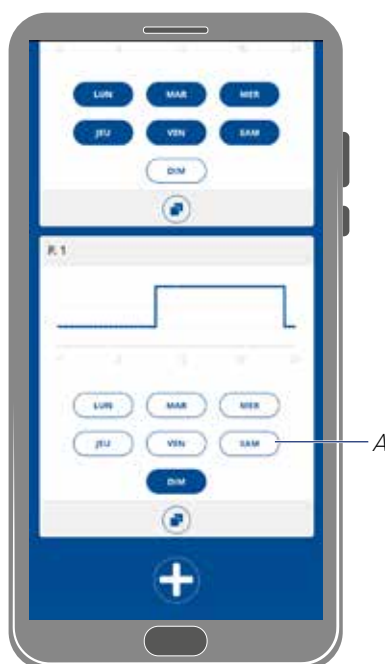 LUN MAR MER
JEU VEN SAM
DIM
P. 1
LUN MAR MER
JEU VEN SAM
A
DIM